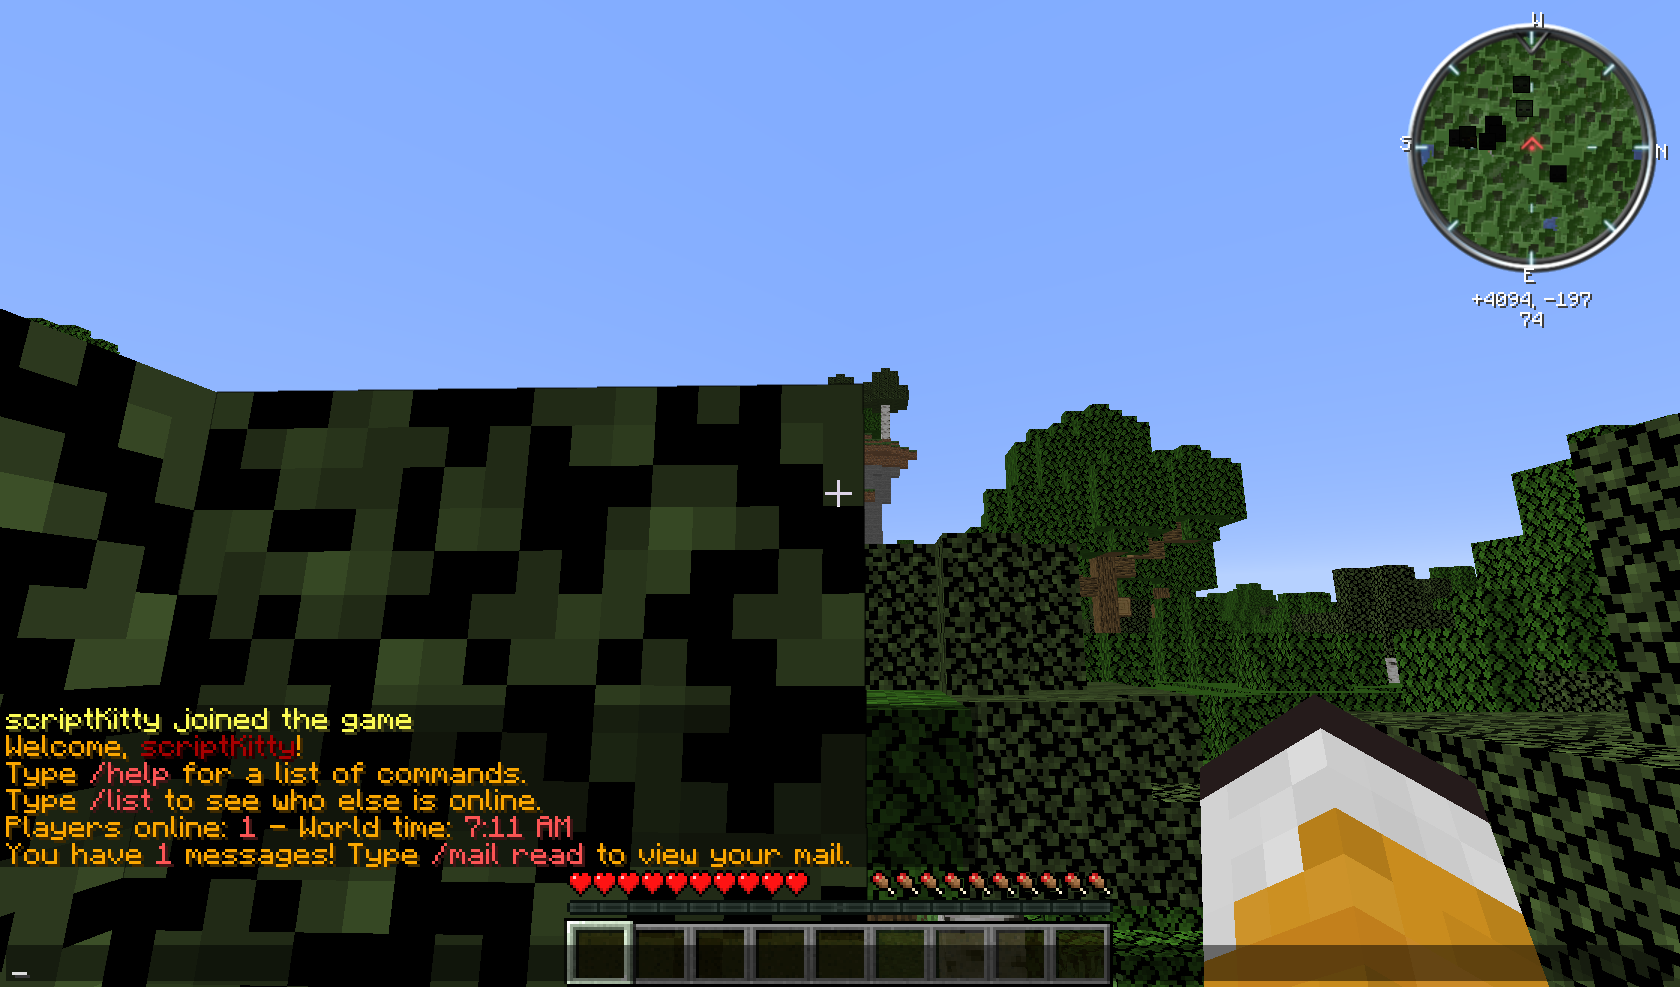 W
S
N
E
+4094, -197
74
scriptKitty joined the game
Welcome, scriptKitty!
Type /help for a list of commands.
Type /list to see who else is online.
Players online: 1 - World time: 7:11 AM
You have 1 messages! Type /mail read to view your mail.
_